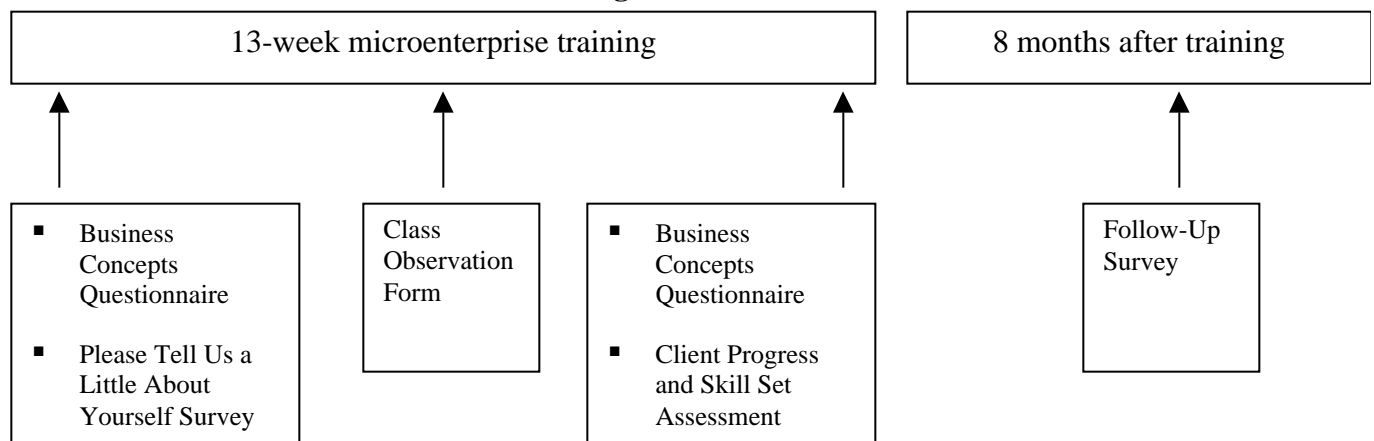 13-week microenterprise training
8 months after training
▪ Business
Concepts
Questionnaire
▪ Please Tell Us a
Little About
Yourself Survey
Class
Observation
Form
▪ Business
Concepts
Questionnaire
▪ Client Progress
and Skill Set
Assessment
Follow-Up
Survey